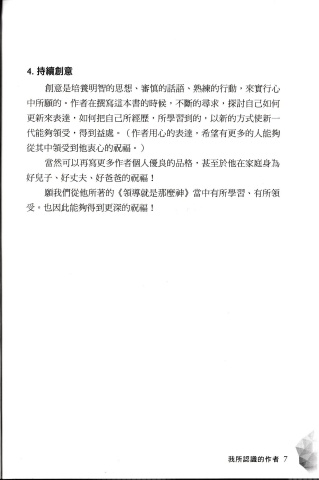 4. 持續創意
創意是培養明智的思想、審慎的話語、熟練的行動，來實行心
中所願的。作者在撰寫這本書的時候，不斷的尋求，探討自己如何
更新來表達，如何把自己所經歷，所學習到的，以新的方式使新一
代能夠領受，得到益處。（作者用心的表達，希望有更多的人能夠
從其中領受到他衷心的祝福。）
當然可以再寫更多作者個人優良的品格，甚至於他在家庭身為
好兒子、好丈夫、好爸爸的祝福！
願我們從他所著的《領導就是那麼神》當中有所學習、有所領
受。也因此能夠得到更深的祝福！
我所認識的作者 7